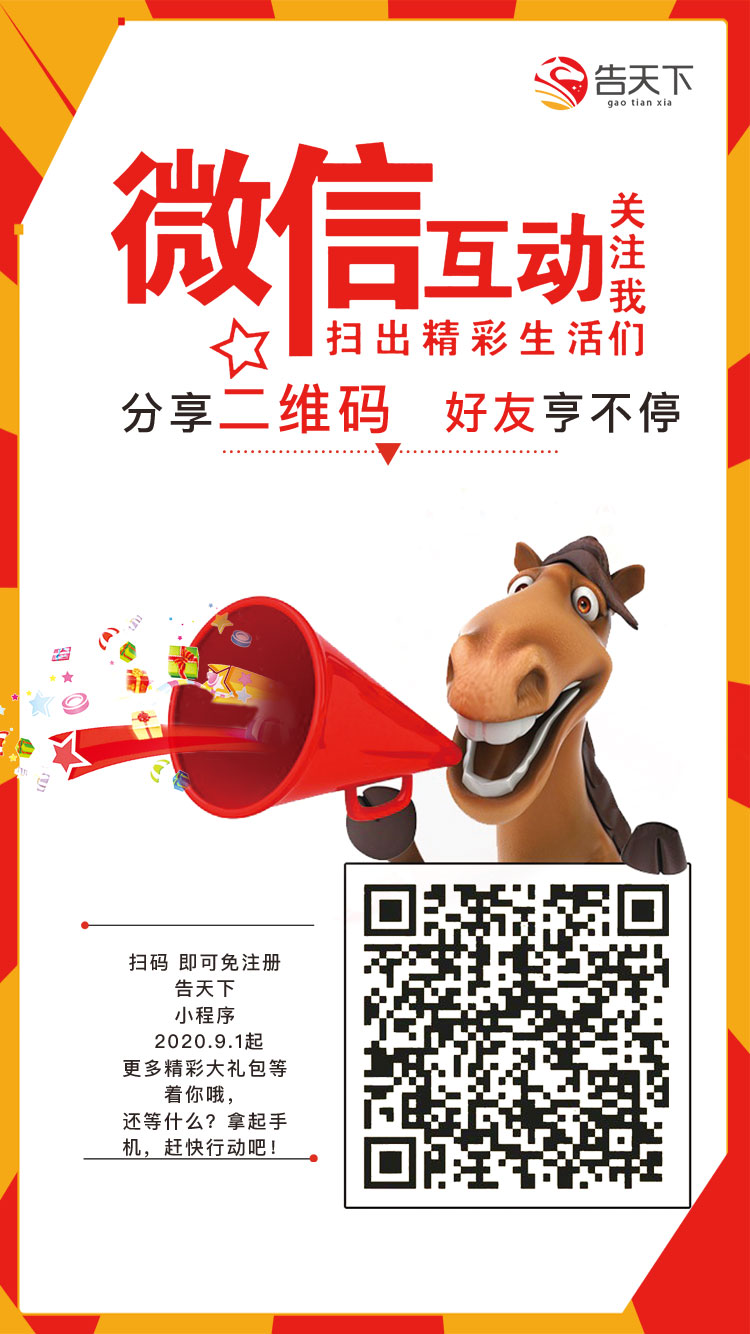 告天下
gao tian xia
微信互动
关注我们
扫出精彩生活
分享二维码 好友亨不停
扫码 即可免注册
告天下
小程序
2020.9.1起
更多精彩大礼包等
着你哦，
还等什么？拿起手
机，赶快行动吧！